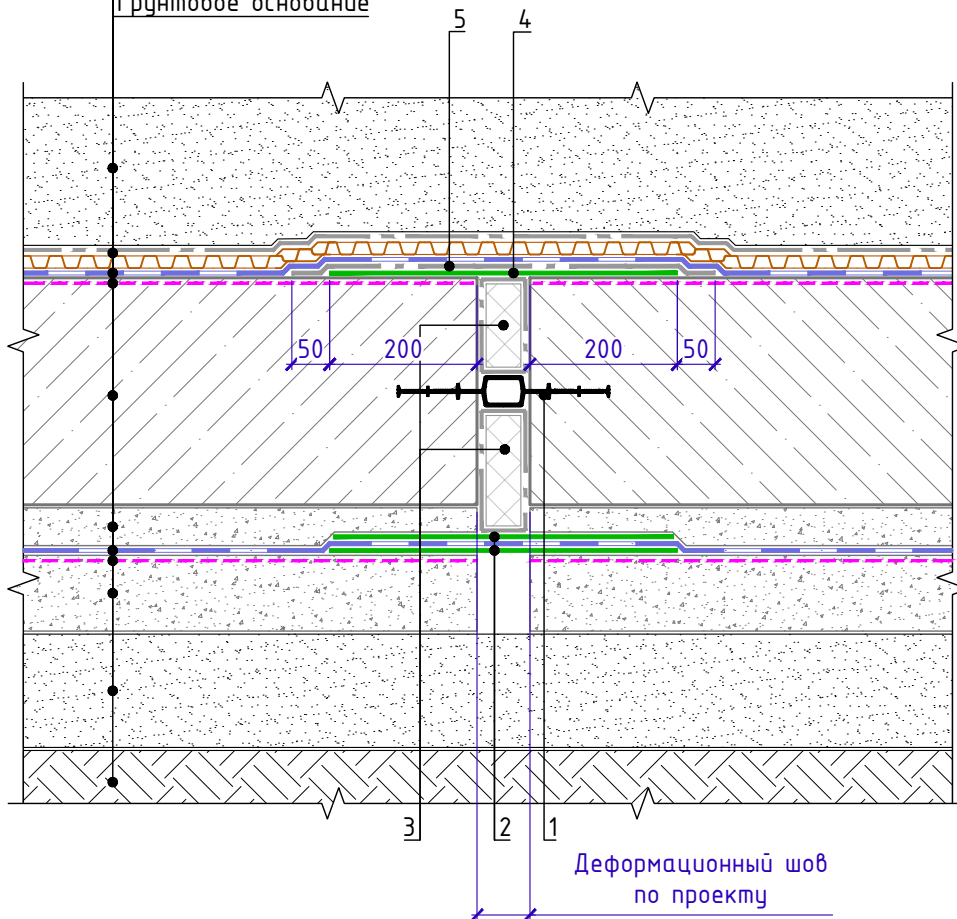 Грунтовое основание
5 4
50 200 200 50
3 2 1
Деформационный шов
по проекту